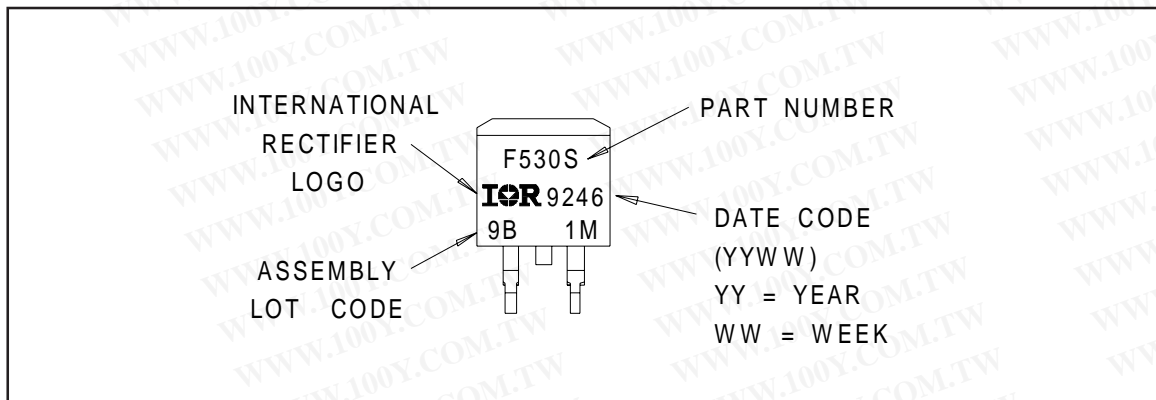 INTERNATIONAL
RECTIFIER
LOGO
PART NUMBER
F530S
IOR 9246
9B 1M
ASSEMBLY
LOT CODE
DATE CODE
(YYWW)
YY = YEAR
WW = WEEK
WWW.100Y.COM.TW